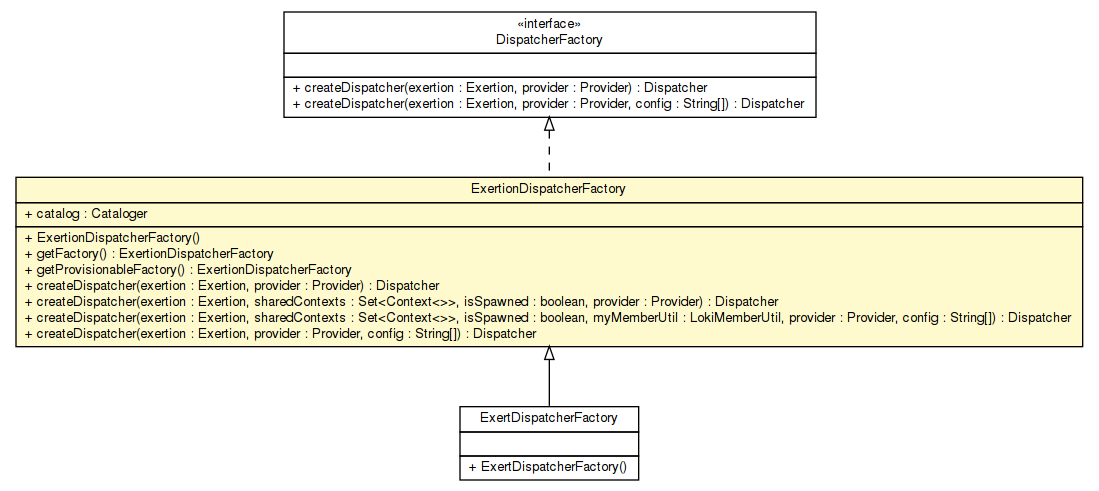 «interface»
DispatcherFactory
+ createDispatcher(exertion : Exertion, provider : Provider) : Dispatcher
+ createDispatcher(exertion : Exertion, provider : Provider, config : String[]) : Dispatcher
ExertionDispatcherFactory
+ catalog : Cataloger
+ ExertionDispatcherFactory()
+ getFactory() : ExertionDispatcherFactory
+ getProvisionableFactory() : ExertionDispatcherFactory
+ createDispatcher(exertion : Exertion, provider : Provider) : Dispatcher
+ createDispatcher(exertion : Exertion, sharedContexts : Set<Context<>>, isSpawned : boolean, provider : Provider) : Dispatcher
+ createDispatcher(exertion : Exertion, sharedContexts : Set<Context<>>, isSpawned : boolean, myMemberUtil : LokiMemberUtil, provider : Provider, config : String[]) : Dispatcher
+ createDispatcher(exertion : Exertion, provider : Provider, config : String[]) : Dispatcher
ExertDispatcherFactory
+ ExertDispatcherFactory()